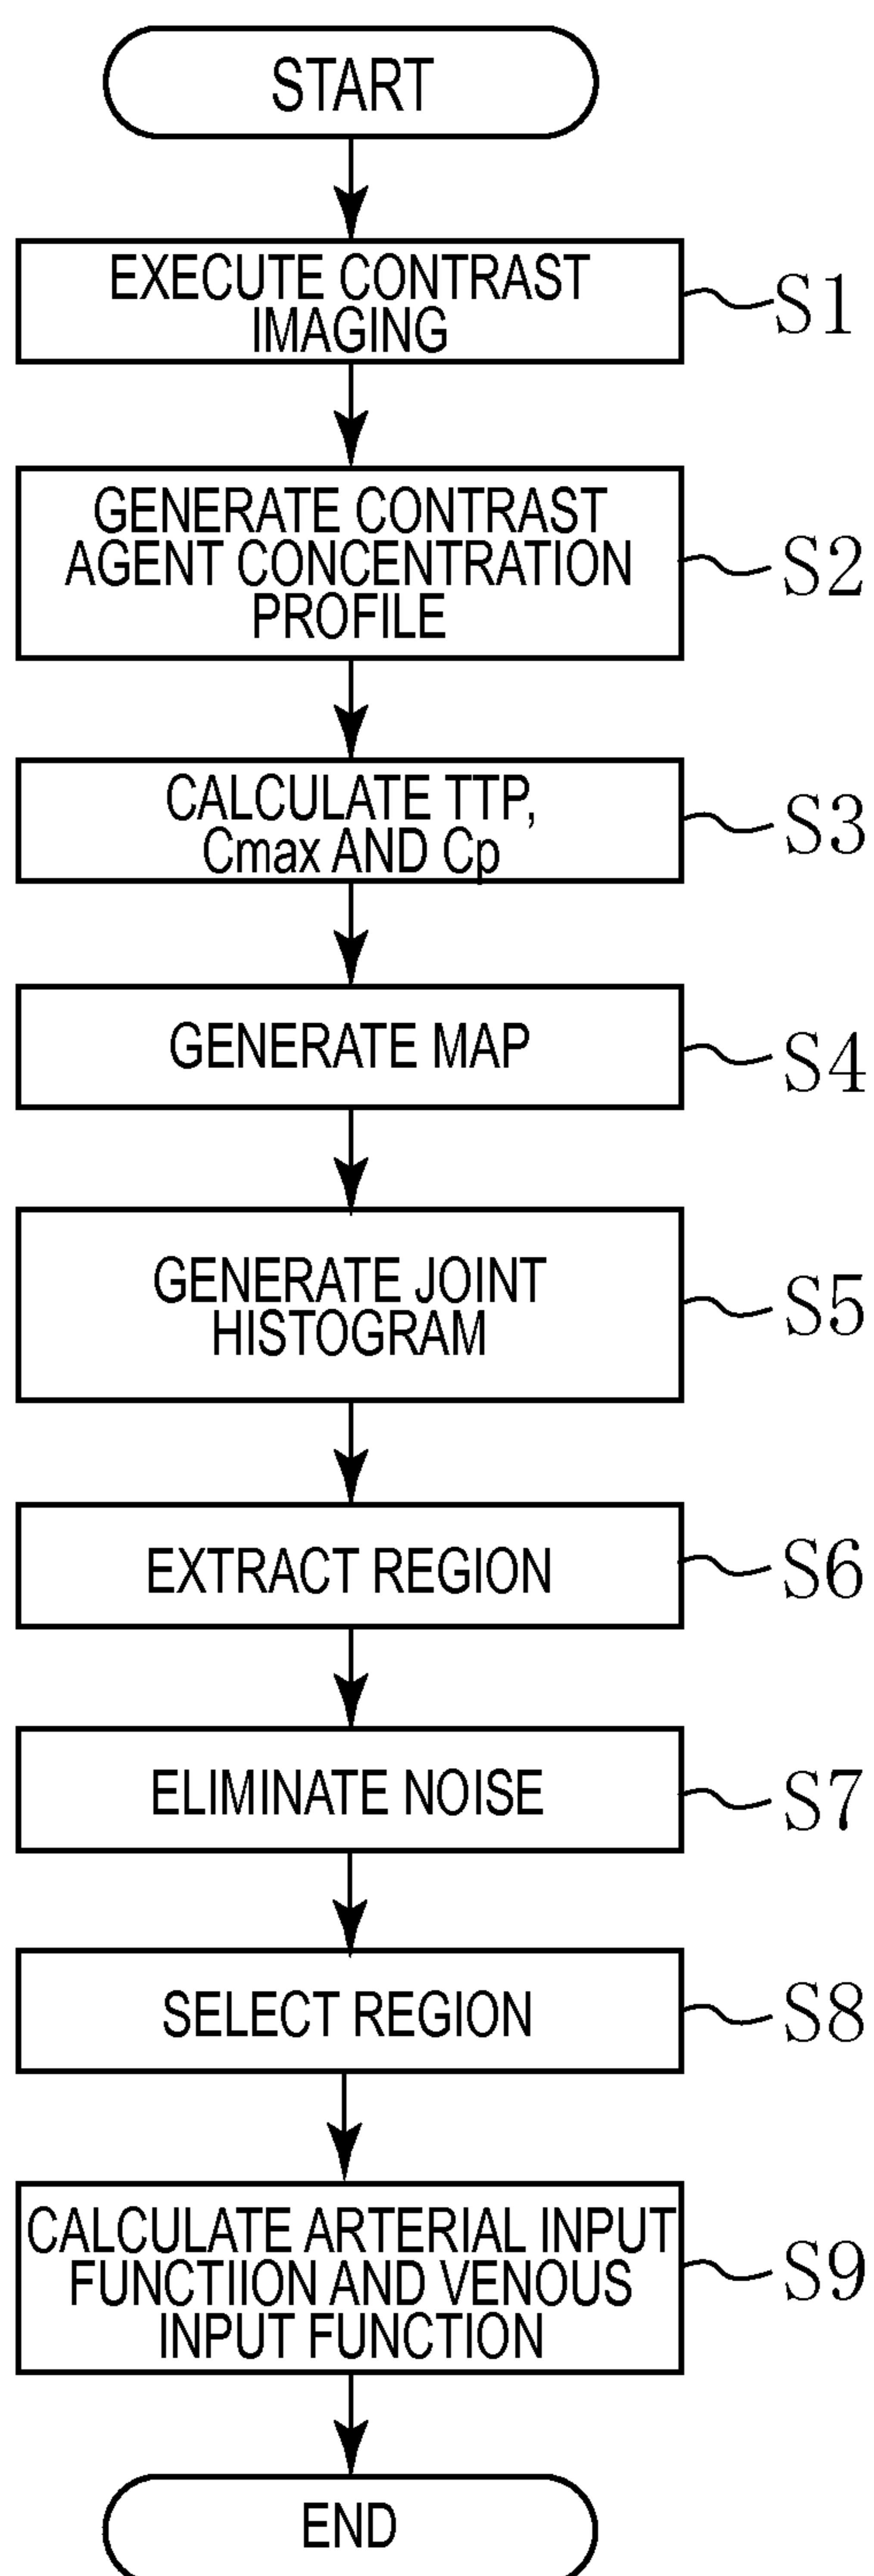 START
EXECUTE CONTRAST
IMAGING
S1
GENERATE CONTRAST
AGENT CONCENTRATION
PROFILE
S2
CALCULATE TTP,
Cmax AND Cp
S3
GENERATE MAP
S4
GENERATE JOINT
HISTOGRAM
S5
EXTRACT REGION
S6
ELIMINATE NOISE
S7
SELECT REGION
S8
CALCULATE ARTERIAL INPUT
FUNCTIION AND VENOUS
INPUT FUNCTION
S9
END